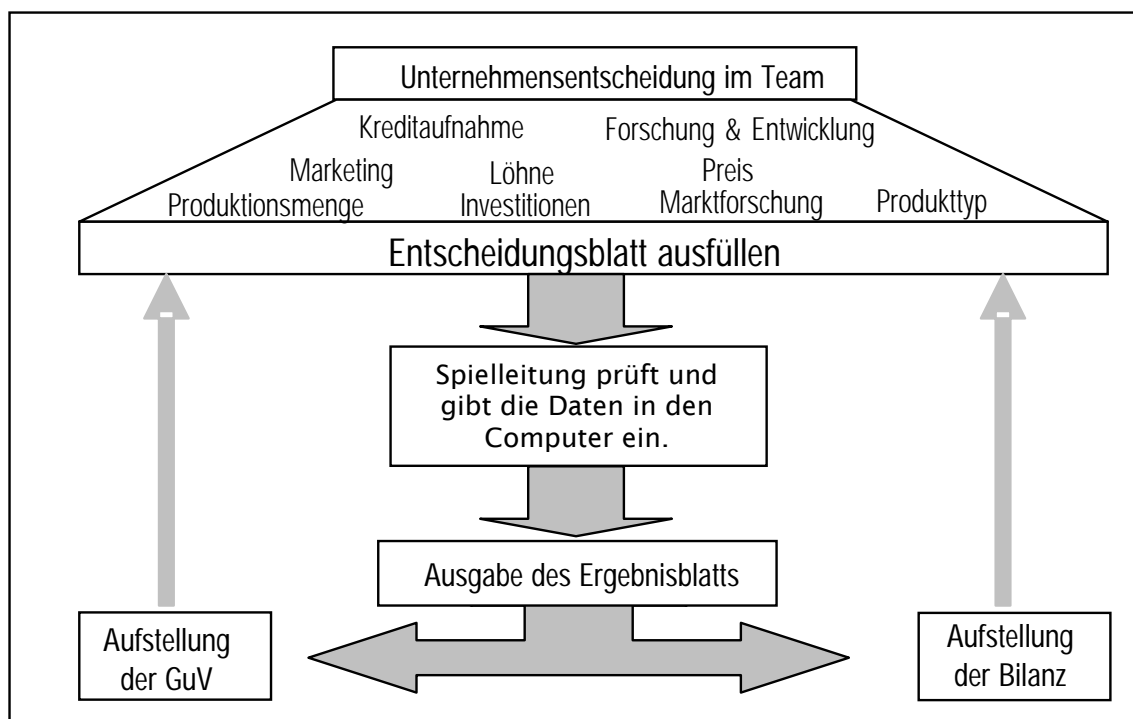 Unternehmensentscheidung im Team
Kreditaufnahme
Forschung & Entwicklung
Marketing
Löhne
Preis
Produktionsmenge
Investitionen
Marktforschung
Produkttyp
Entscheidungsblatt ausfüllen
Spielleitung prüft und
gibt die Daten in den
Computer ein.
Ausgabe des Ergebnisblatts
Aufstellung
der GuV
Aufstellung
der Bilanz